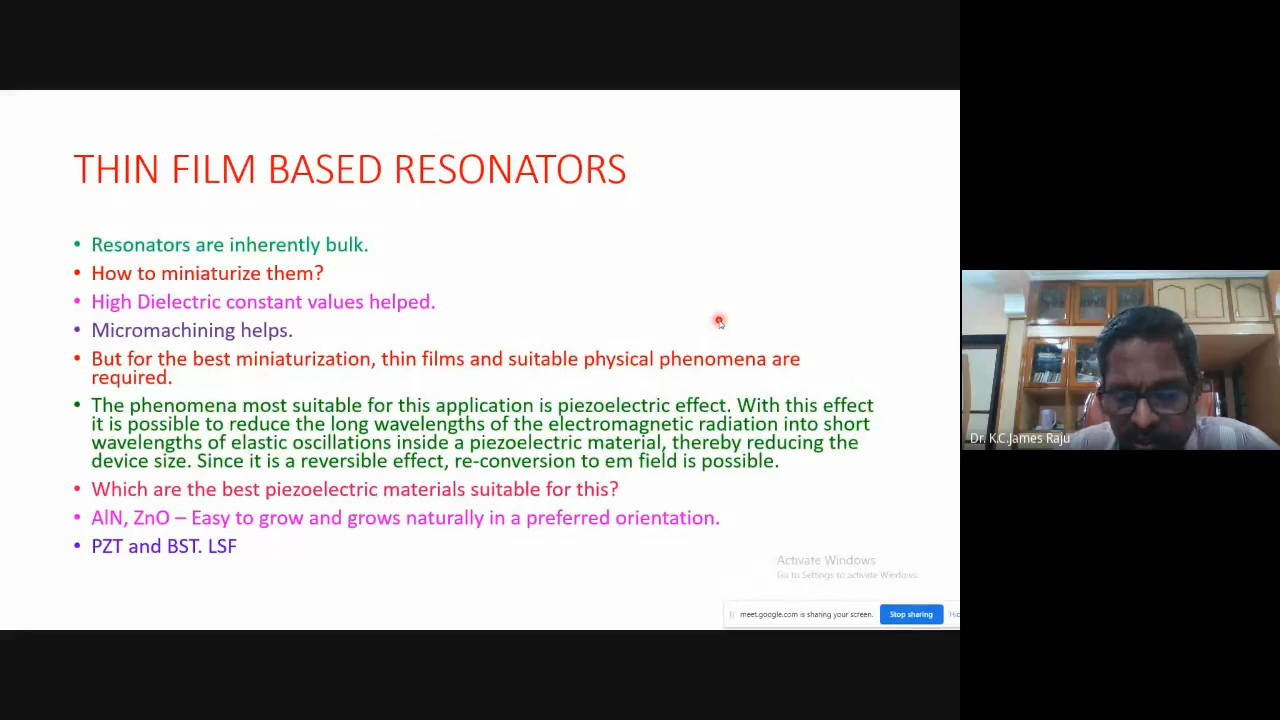 THIN FILM BASED RESONATORS
• Resonators are inherently bulk.
• How to miniaturize them?
• High Dielectric constant values helped.
• Micromachining helps.
• But for the best miniaturization, thin films and suitable physical phenomena are
required.
• The phenomena most suitable for this application is piezoelectric effect. With this effect
it is possible to reduce the long wavelengths of the electromagnetic radiation into short
wavelengths of elastic oscillations inside a piezoelectric material, thereby reducing the
device size. Since it is a reversible effect, re-conversion to em field is possible.
• Which are the best piezoelectric materials suitable for this?
• AlN, ZnO – Easy to grow and grows naturally in a preferred orientation.
• PZT and BST. LSF
Activate Windows
Go to Settings to activate Windows.
meet.google.com is sharing your screen.
Stop sharing
Dr. K.C.James Raju